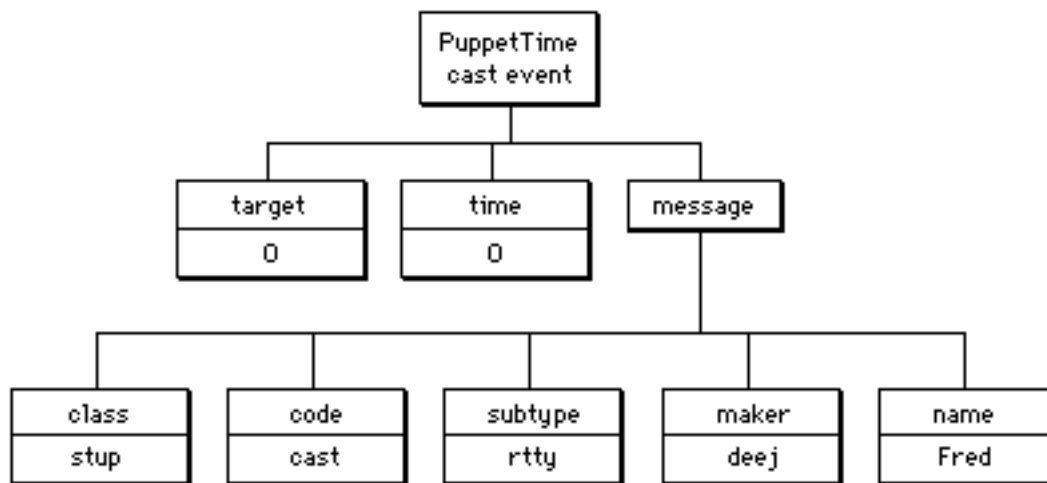 PuppetTime
cast event
target
time
message
0
0
class
code
subtype
maker
name
stup
cast
rtty
deej
Fred